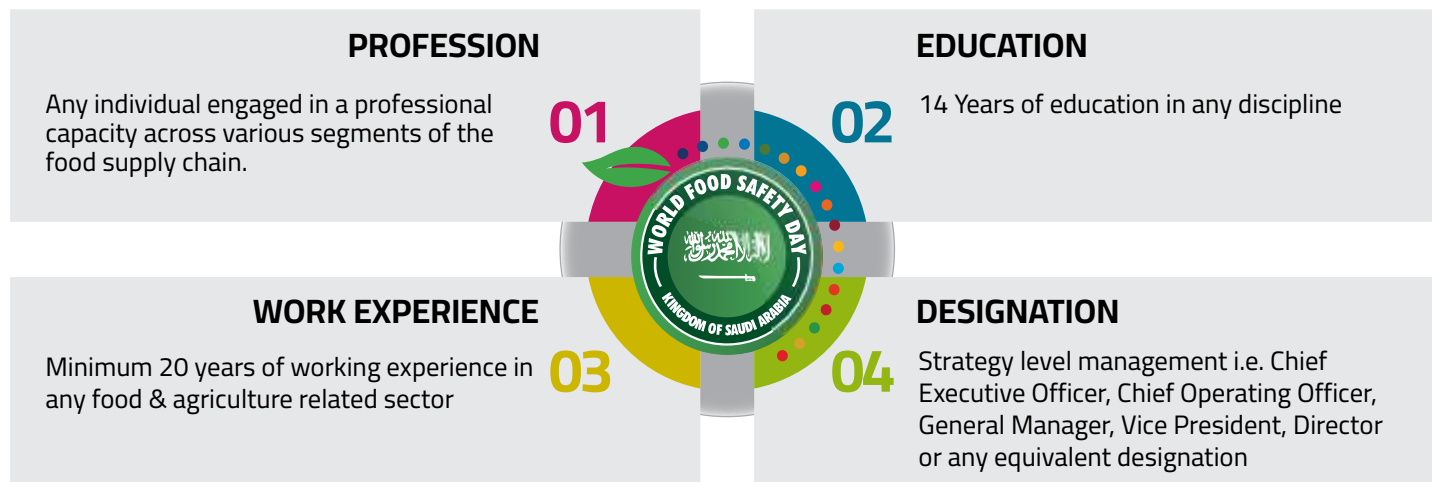 PROFESSION
Any individual engaged in a professional
capacity across various segments of the
food supply chain.
01
EDUCATION
14 Years of education in any discipline
02
WORLD FOOD SAFETY DAY
KINGDOM OF SAUDI ARABIA
WORK EXPERIENCE
Minimum 20 years of working experience in
any food & agriculture related sector
03
DESIGNATION
Strategy level management i.e. Chief
Executive Officer, Chief Operating Officer,
General Manager, Vice President, Director
or any equivalent designation
04